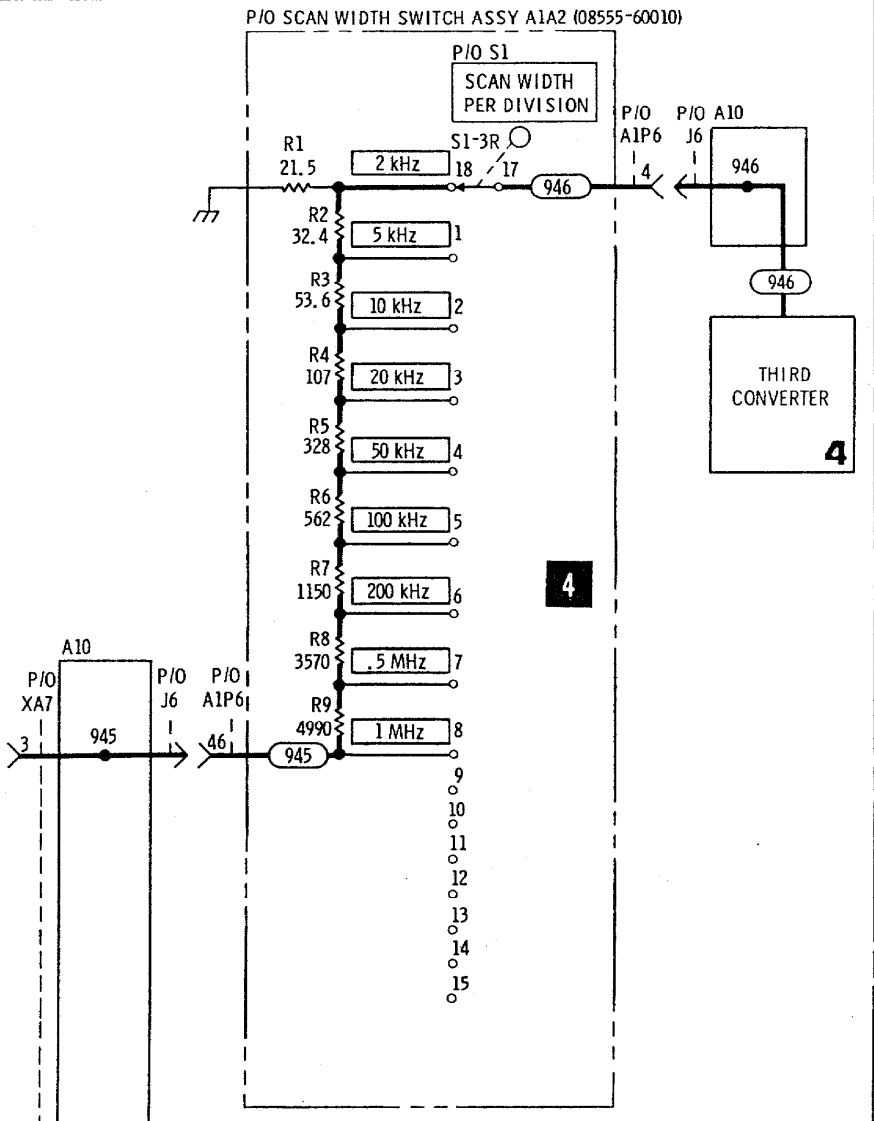 P/O SCAN WIDTH SWITCH ASSY A1A2 (08555-60010)
P/O S1
SCAN WIDTH
PER DIVISION
P/O
A1P6
P/O
J6
A10
S1-3R
R1
21.5
2 kHz
18
17
946
4
946
R2
32.4
5 kHz
1
R3
53.6
10 kHz
2
946
R4
107
20 kHz
3
THIRD
CONVERTER
4
R5
328
50 kHz
4
R6
562
100 kHz
5
R7
1150
200 kHz
6
4
R8
3570
.5 MHz
7
A10
P/O
XA7
P/O
J6
P/O
A1P6
R9
4990
1 MHz
8
3
945
46
945
9
10
11
12
13
14
15